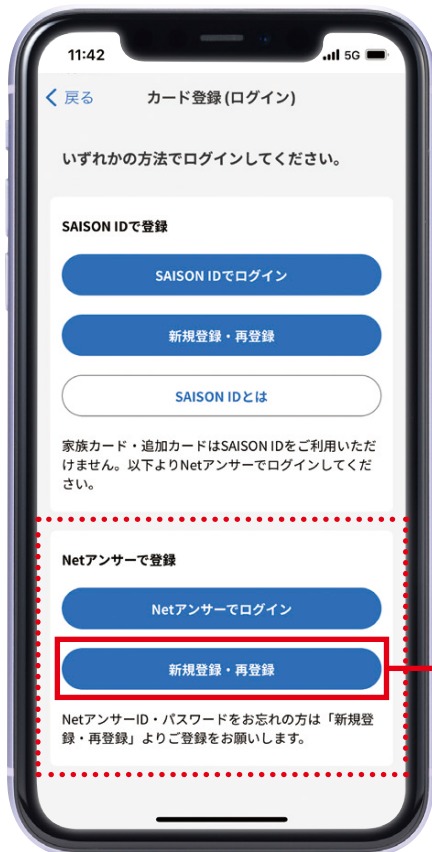 11:42
5G
戻る
カード登録 (ログイン)
いずれかの方法でログインしてください。
SAISON IDで登録
SAISON IDでログイン
新規登録・再登録
SAISON IDとは
家族カード・追加カードはSAISON IDをご利用いただ
けません。以下よりNetアンサーでログインしてくだ
さい。
Netアンサーで登録
Netアンサーでログイン
新規登録・再登録
NetアンサーID・パスワードをお忘れの方は「新規登
録・再登録」よりご登録をお願いします。